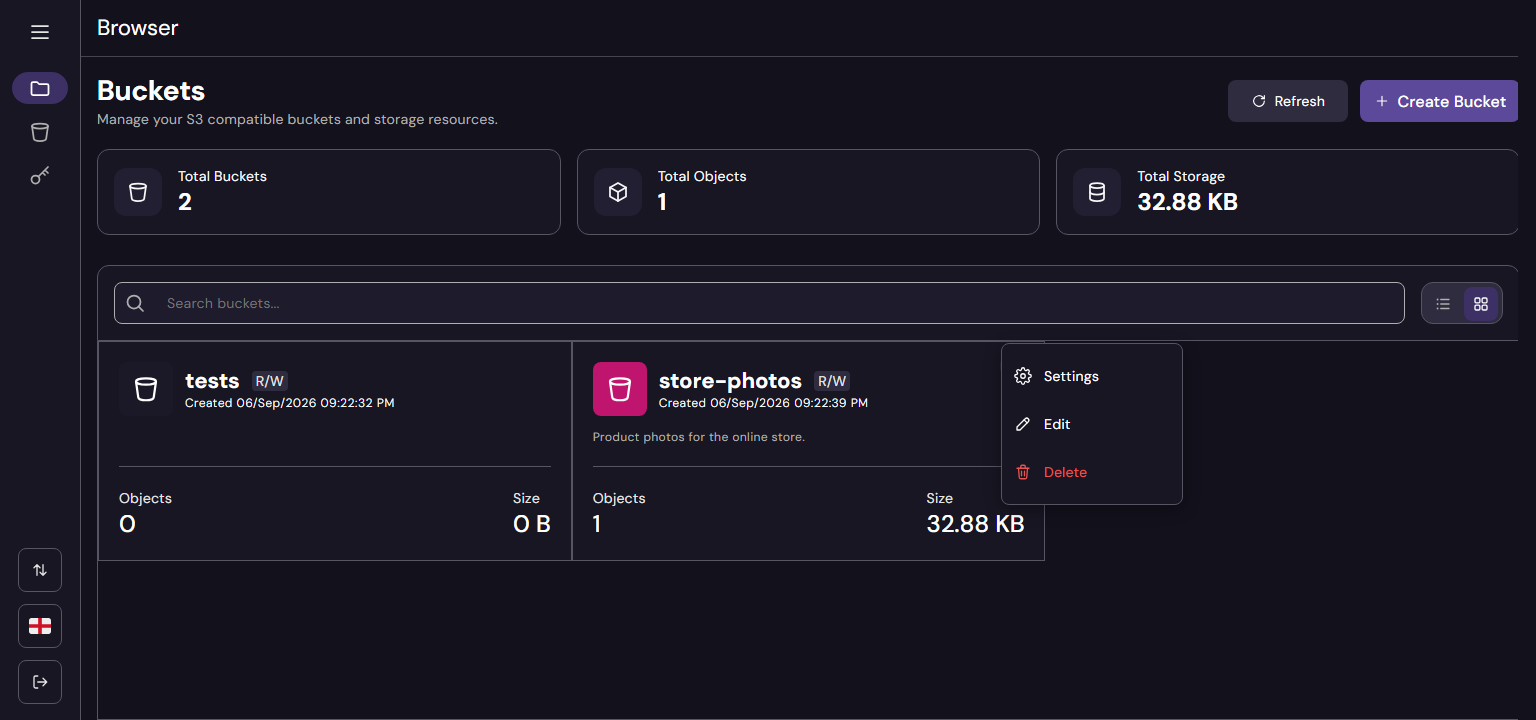 Browser
Buckets
Manage your S3 compatible buckets and storage resources.
Refresh
Create Bucket
Total Buckets
2
Total Objects
1
Total Storage
32.88 KB
Search buckets...
tests R/W
Created 06/Sep/2026 09:22:32 PM
Objects
0
Size
0 B
store-photos R/W
Created 06/Sep/2026 09:22:39 PM
Product photos for the online store.
Objects
1
Size
32.88 KB
Settings
Edit
Delete